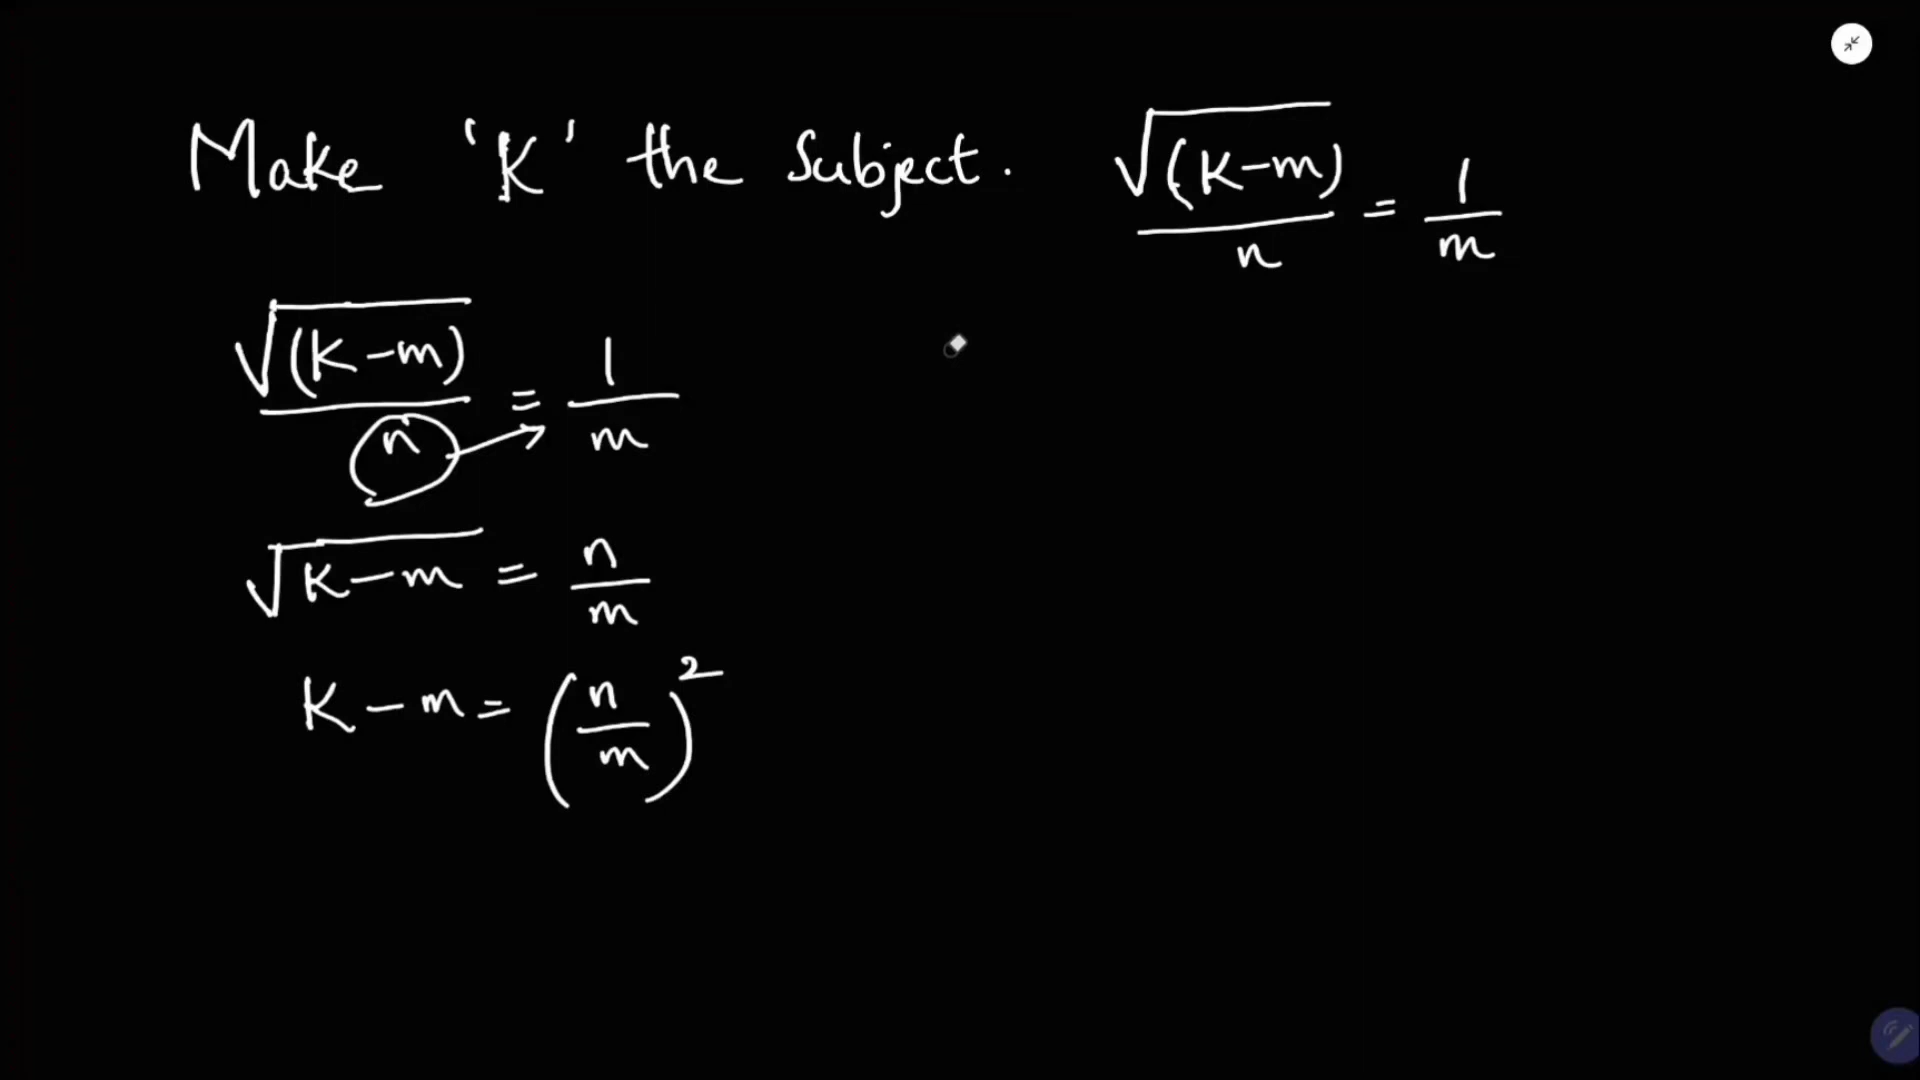 Make 'K' the Subject. √(K-m)/n = 1/m
√(K-m)/n = 1/m
√K-m = n/m
K-m = (n/m)²